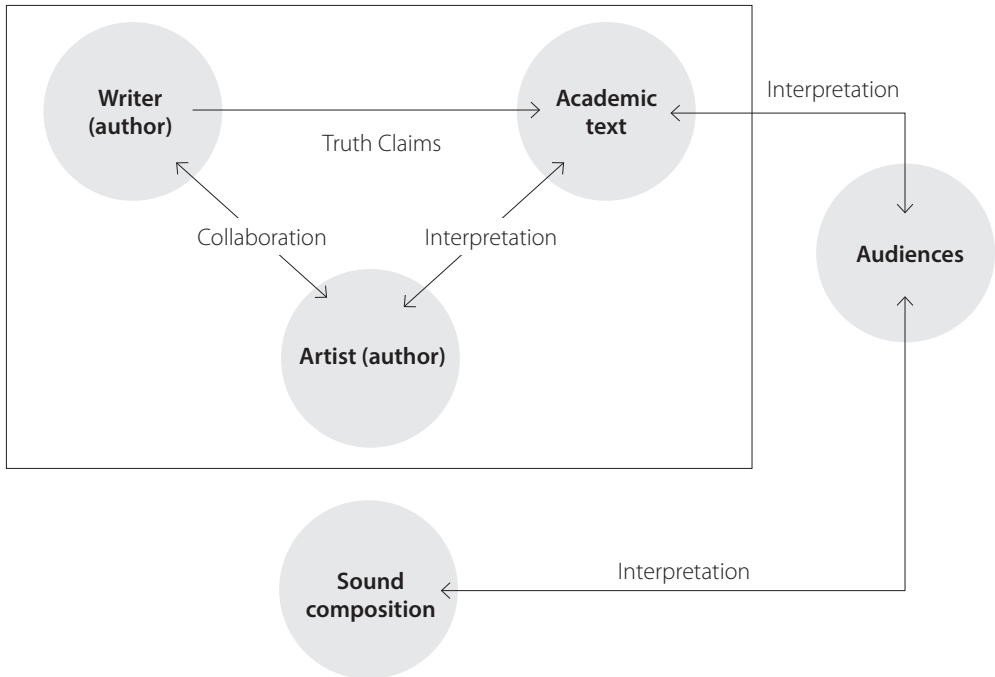 Writer
(author)
Academic
text
Interpretation
Truth Claims
Collaboration
Interpretation
Audiences
Artist (author)
Interpretation
Sound
composition